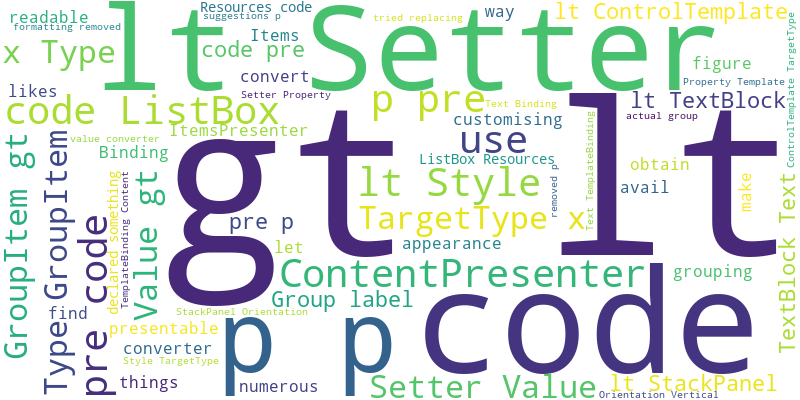 readable
formatting removed
lt Setter
Resources code
suggestions p
tried replacing
way
lt ControlTemplate
x Type
code pre
Items
figure
likes
convert
Property Template
Setter Property
lt TextBlock
code ListBox
p pre
Text Binding
actual group
ControlTemplate TargetType
value converter
ItemsPresenter
customising
use
Binding
ListBox Resources
obtain
gt lt
GroupItem gt
Type GroupItem
pre code
declared something
TemplateBinding Content
Value gt
lt Style
removed p
Text TemplateBinding
avail
make
TextBlock Text
pre p
TargetType x
let
appearance
ContentPresenter
grouping
Group label
find
StackPanel Orientation
presentable
p p
code
converter
Style TargetType
things
numerous
Setter Value
lt StackPanel
Orientation Vertical